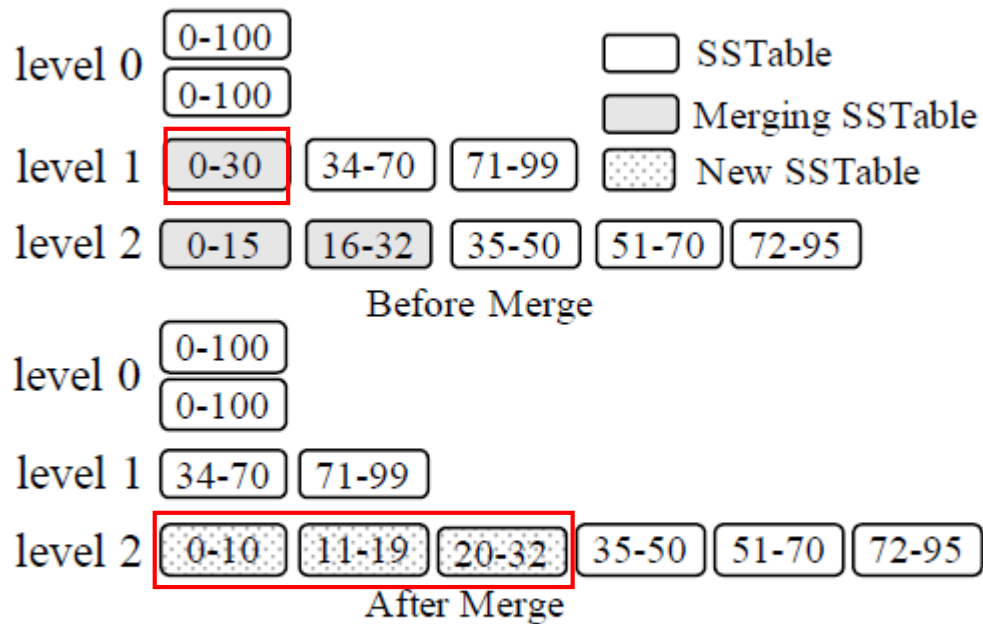 level 0
0-100
0-100
SSTable
Merging SSTable
New SSTable
level 1 0-30 34-70 71-99
level 2 0-15 16-32 35-50 51-70 72-95
Before Merge
level 0
0-100
0-100
level 1 34-70 71-99
level 2 0-10 11-19 20-32 35-50 51-70 72-95
After Merge